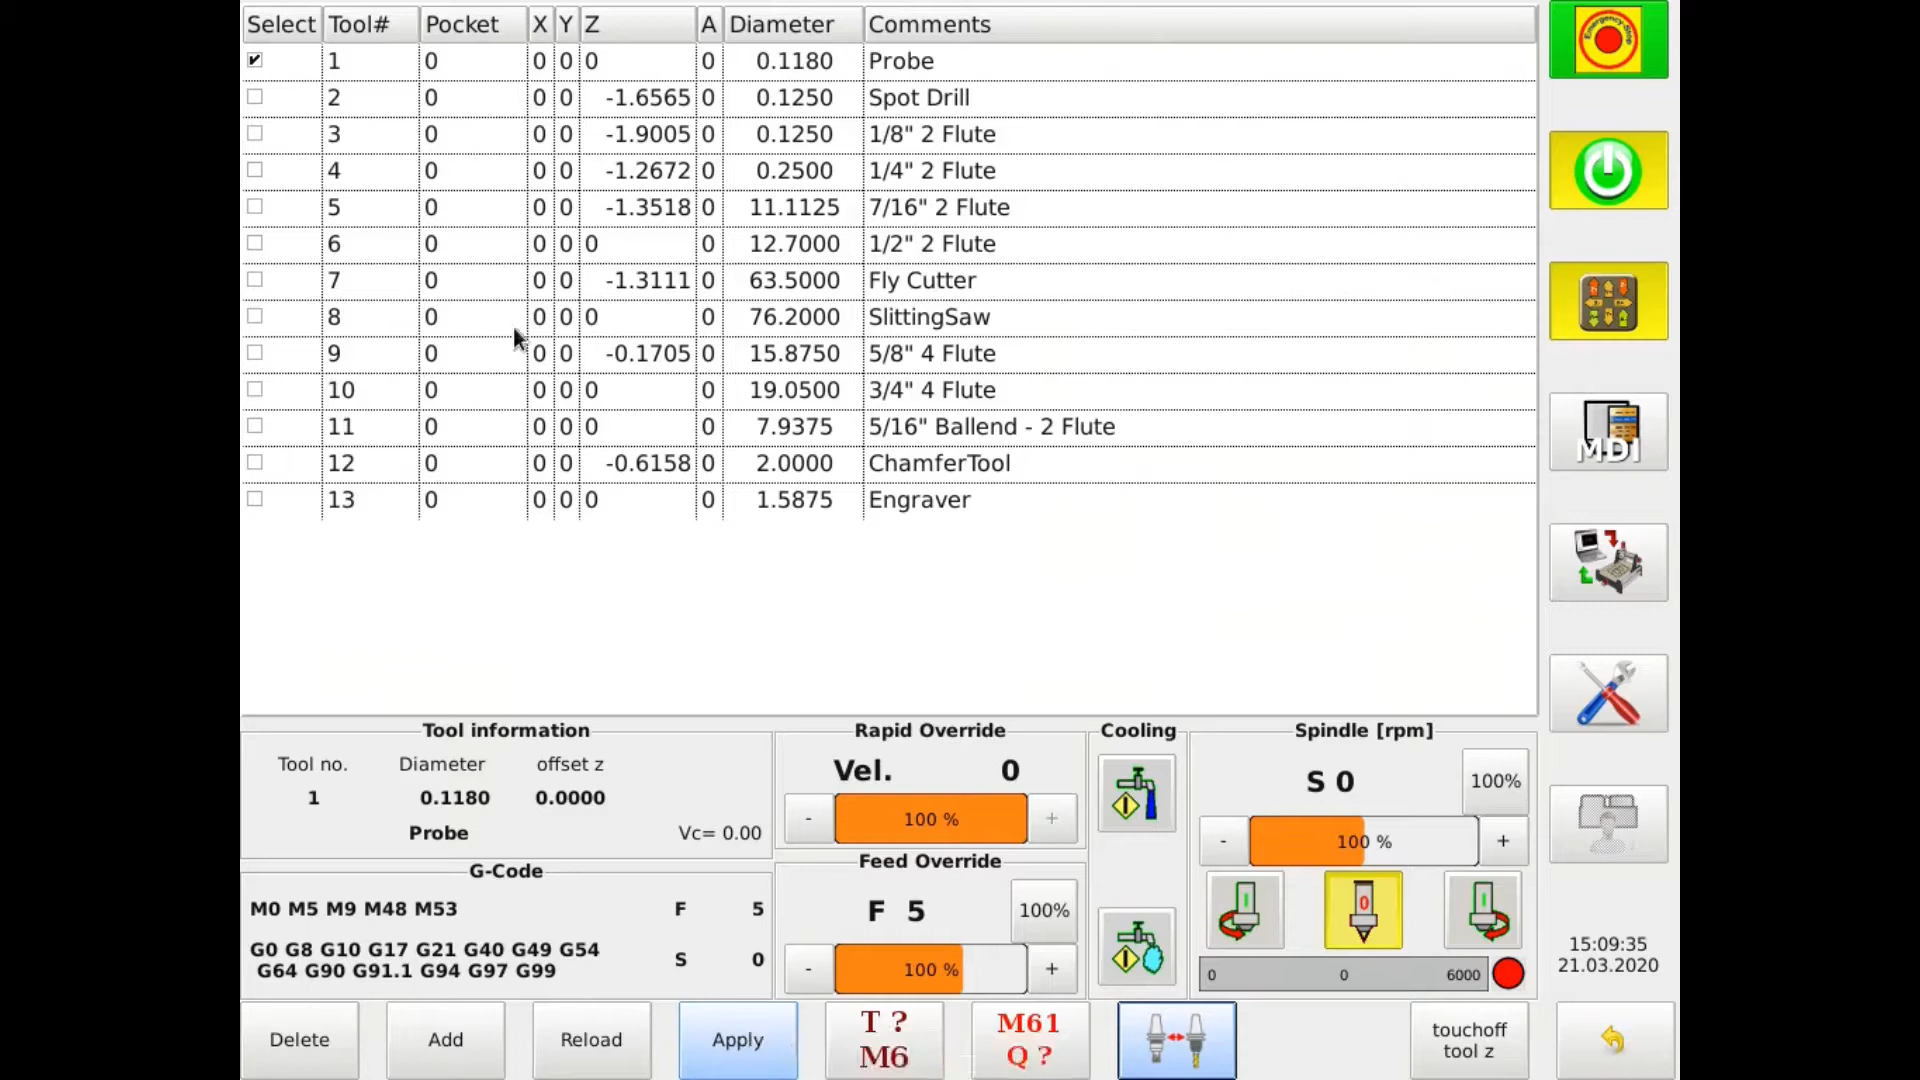 Select Tool# Pocket X Y Z A Diameter Comments
1 0 0 0 0 0 0.1180 Probe
2 0 0 0 -1.6565 0 0.1250 Spot Drill
3 0 0 0 -1.9005 0 0.1250 1/8" 2 Flute
4 0 0 0 -1.2672 0 0.2500 1/4" 2 Flute
5 0 0 0 -1.3518 0 11.1125 7/16" 2 Flute
6 0 0 0 0 0 12.7000 1/2" 2 Flute
7 0 0 0 -1.3111 0 63.5000 Fly Cutter
8 0 0 0 0 0 76.2000 SlittingSaw
9 0 0 0 -0.1705 0 15.8750 5/8" 4 Flute
10 0 0 0 0 0 19.0500 3/4" 4 Flute
11 0 0 0 0 0 7.9375 5/16" Ballend - 2 Flute
12 0 0 0 -0.6158 0 2.0000 ChamferTool
13 0 0 0 0 0 1.5875 Engraver
Emergency-Stop
MDI
Tool information
Tool no. Diameter offset z
1 0.1180 0.0000
Probe Vc= 0.00
G-Code
M0 M5 M9 M48 M53 F 5
G0 G8 G10 G17 G21 G40 G49 G54
G64 G90 G91.1 G94 G97 G99
S 0
Rapid Override
Vel. 0
- 100 % +
Feed Override
F 5 100%
- 100 % +
Cooling
Spindle [rpm]
S 0 100%
- 100 % +
I 0 I
0 0 6000
15:09:35
21.03.2020
Delete Add Reload Apply
T ?
M6
M61
Q ?
touchoff
tool z